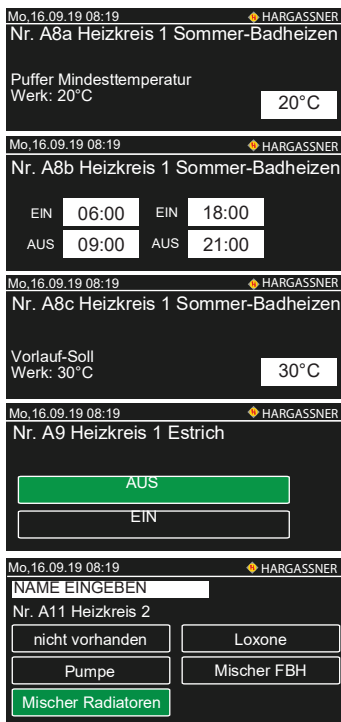 Mo,16.09.19 08:19 HARGASSNER
Nr. A8a Heizkreis 1 Sommer-Badheizen
Puffer Mindesttemperatur
Werk: 20°C
20°C
Mo,16.09.19 08:19 HARGASSNER
Nr. A8b Heizkreis 1 Sommer-Badheizen
EIN 06:00 EIN 18:00
AUS 09:00 AUS 21:00
Mo,16.09.19 08:19 HARGASSNER
Nr. A8c Heizkreis 1 Sommer-Badheizen
Vorlauf-Soll
Werk: 30°C
30°C
Mo,16.09.19 08:19 HARGASSNER
Nr. A9 Heizkreis 1 Estrich
AUS
EIN
Mo,16.09.19 08:19 HARGASSNER
NAME EINGEBEN
Nr. A11 Heizkreis 2
nicht vorhanden Loxone
Pumpe Mischer FBH
Mischer Radiatoren